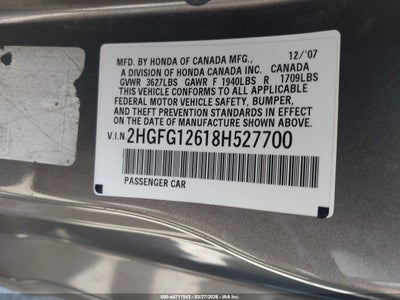 MFD. BY HONDA OF CANADA MFG., 12/'07
A DIVISION OF HONDA CANADA INC. CANADA
GVWR 3627LBS GAWR F 1940LBS R 1709LBS
THIS VEHICLE CONFORMS TO ALL APPLICABLE
FEDERAL MOTOR VEHICLE SAFETY, BUMPER,
AND THEFT PREVENTION STANDARDS IN
EFFECT ON THE DATE OF MANUFACTURE
SHOWN ABOVE.
V.I.N. 2HGFG12618H527700
PASSENGER CAR